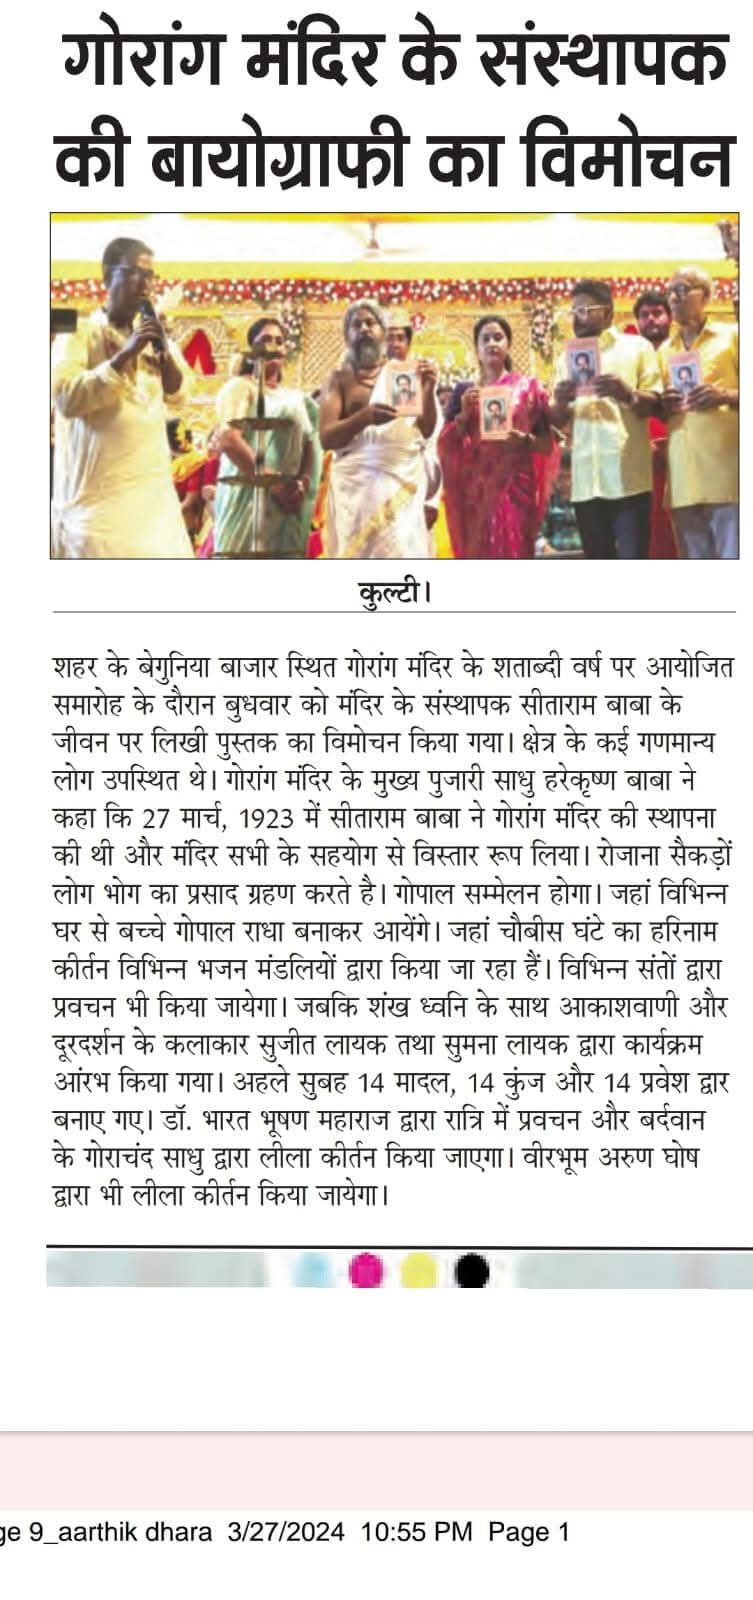 गोरांग मंदिर के संस्थापक
की बायोग्राफी का विमोचन
कुल्टी।
शहर के बेगुनिया बाजार स्थित गोरांग मंदिर के शताब्दी वर्ष पर आयोजित
समारोह के दौरान बुधवार को मंदिर के संस्थापक सीताराम बाबा के
जीवन पर लिखी पुस्तक का विमोचन किया गया। क्षेत्र के कई गणमान्य
लोग उपस्थित थे। गोरांग मंदिर के मुख्य पुजारी साधु हरेकृष्ण बाबा ने
कहा कि 27 मार्च, 1923 में सीताराम बाबा ने गोरांग मंदिर की स्थापना
की थी और मंदिर सभी के सहयोग से विस्तार रूप लिया। रोजाना सैकड़ों
लोग भोग का प्रसाद ग्रहण करते है। गोपाल सम्मेलन होगा। जहां विभिन्न
घर से बच्चे गोपाल राधा बनाकर आयेंगे। जहां चौबीस घंटे का हरिनाम
कीर्तन विभिन्न भजन मंडलियों द्वारा किया जा रहा हैं। विभिन्न संतों द्वारा
प्रवचन भी किया जायेगा। जबकि शंख ध्वनि के साथ आकाशवाणी और
दूरदर्शन के कलाकार सुजीत लायक तथा सुमना लायक द्वारा कार्यक्रम
आंरभ किया गया। अहले सुबह 14 मादल, 14 कुंज और 14 प्रवेश द्वार
बनाए गए। डॉ. भारत भूषण महाराज द्वारा रात्रि में प्रवचन और बर्दवान
के गोराचंद साधु द्वारा लीला कीर्तन किया जाएगा। वीरभूम अरुण घोष
द्वारा भी लीला कीर्तन किया जायेगा।
ge 9_aarthik dhara 3/27/2024 10:55 PM Page 1